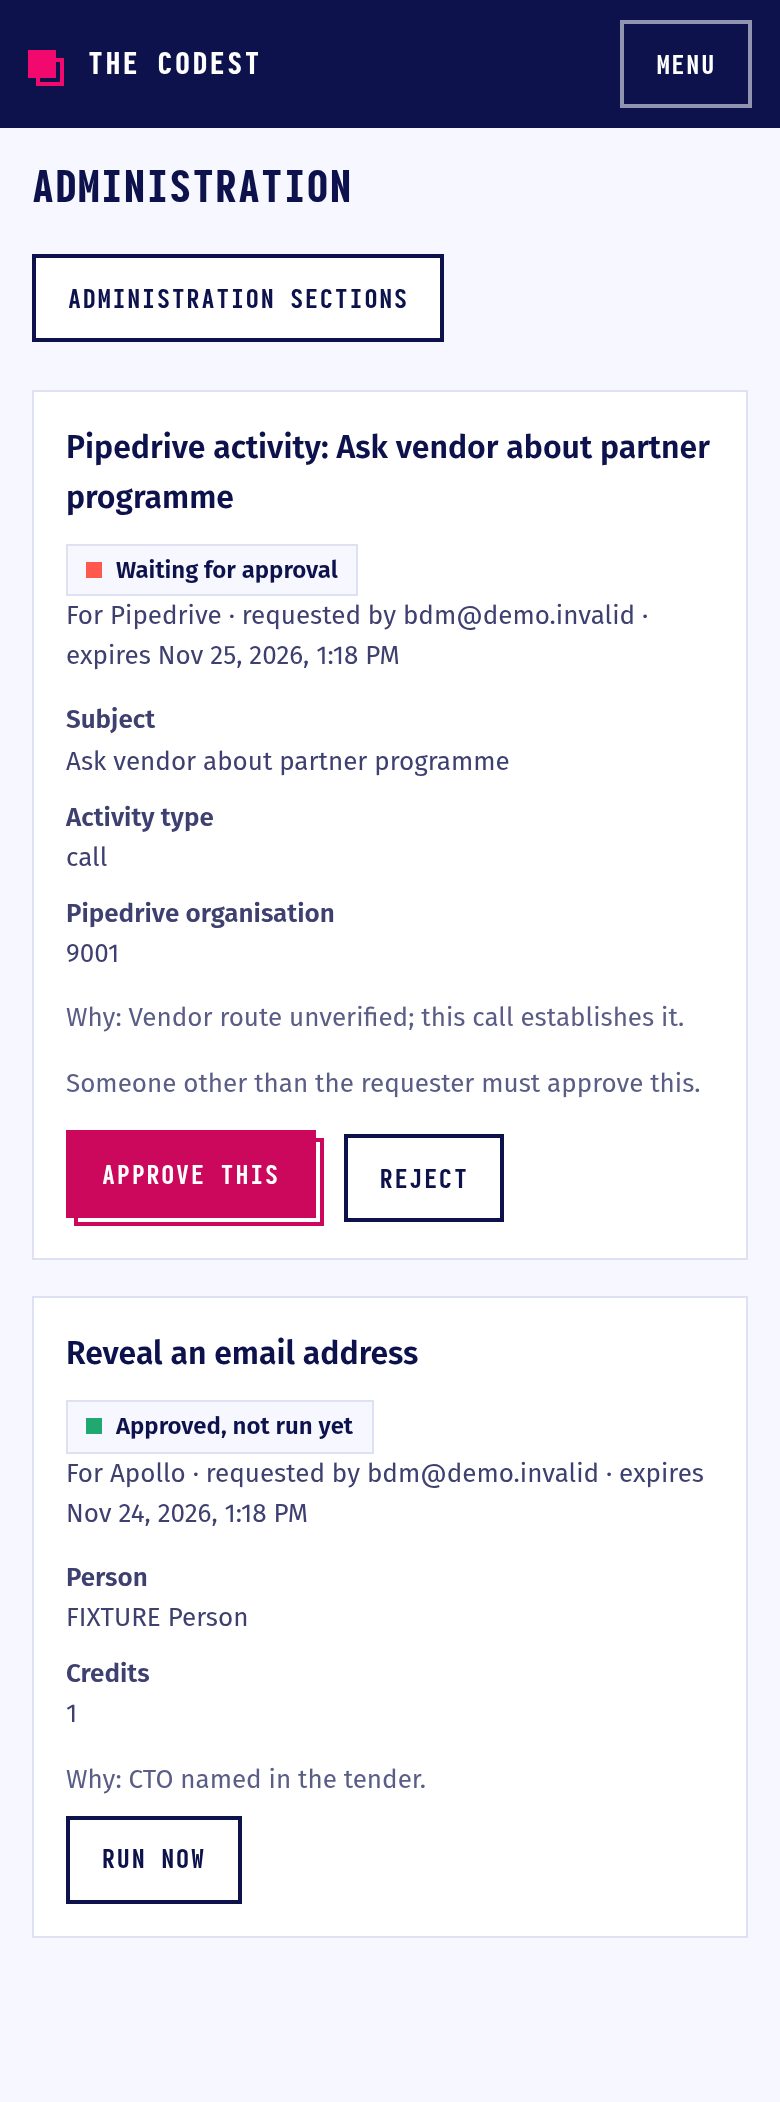 THE CODEST
MENU
ADMINISTRATION
ADMINISTRATION SECTIONS
Pipedrive activity: Ask vendor about partner
programme
Waiting for approval
For Pipedrive · requested by bdm@demo.invalid ·
expires Nov 25, 2026, 1:18 PM
Subject
Ask vendor about partner programme
Activity type
call
Pipedrive organisation
9001
Why: Vendor route unverified; this call establishes it.
Someone other than the requester must approve this.
APPROVE THIS
REJECT
Reveal an email address
Approved, not run yet
For Apollo · requested by bdm@demo.invalid · expires
Nov 24, 2026, 1:18 PM
Person
FIXTURE Person
Credits
1
Why: CTO named in the tender.
RUN NOW